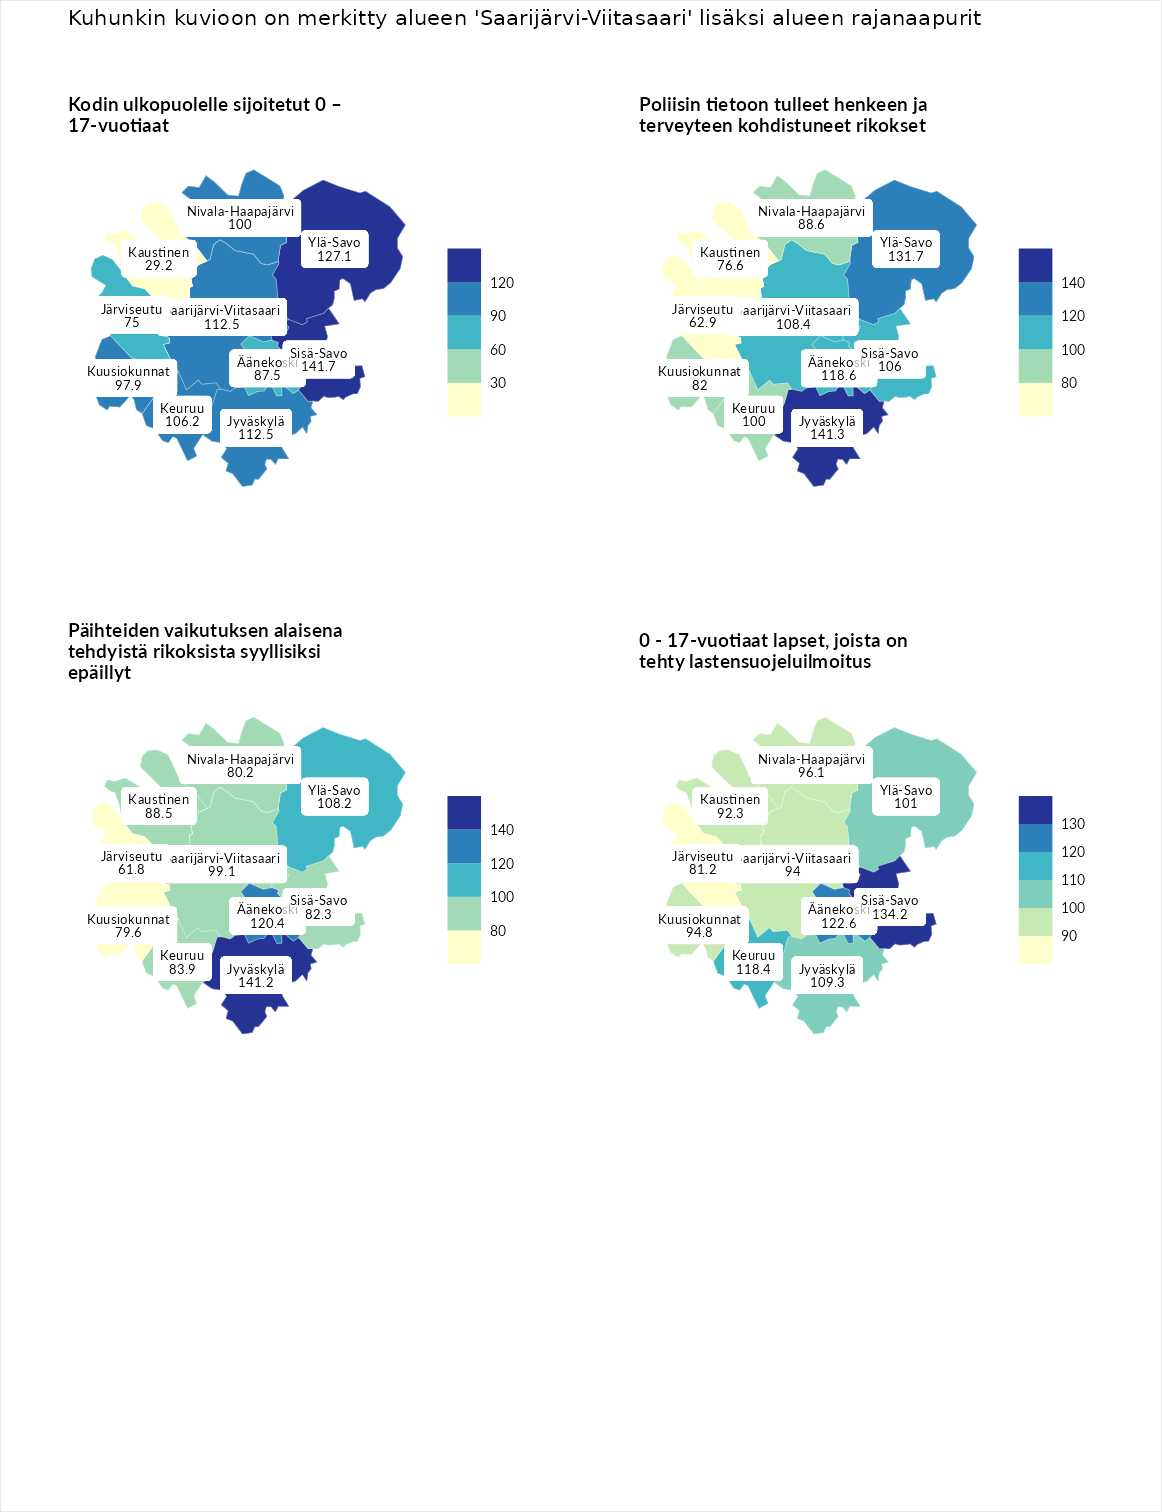 Kuhunkin kuvioon on merkitty alueen 'Saarijärvi-Viitasaari' lisäksi alueen rajanaapurit
Kodin ulkopuolelle sijoitetut 0 –
17-vuotiaat
Nivala-Haapajärvi
100
Ylä-Savo
127.1
Kaustinen
29.2
Järviseutu
75
aarijärvi-Viitasaari
112.5
Sisä-Savo
141.7
Äänekoski
87.5
Kuusiokunnat
97.9
Keuruu
106.2
Jyväskylä
112.5
120
90
60
30
Poliisin tietoon tulleet henkeen ja
terveyteen kohdistuneet rikokset
Nivala-Haapajärvi
88.6
Ylä-Savo
131.7
Kaustinen
76.6
Järviseutu
62.9
aarijärvi-Viitasaari
108.4
Sisä-Savo
106
Äänekoski
118.6
Kuusiokunnat
82
Keuruu
100
Jyväskylä
141.3
140
120
100
80
Päihteiden vaikutuksen alaisena
tehdyistä rikoksista syyllisiksi
epäillyt
Nivala-Haapajärvi
80.2
Ylä-Savo
108.2
Kaustinen
88.5
Järviseutu
61.8
aarijärvi-Viitasaari
99.1
Sisä-Savo
82.3
Äänekoski
120.4
Kuusiokunnat
79.6
Keuruu
83.9
Jyväskylä
141.2
140
120
100
80
0 - 17-vuotiaat lapset, joista on
tehty lastensuojeluilmoitus
Nivala-Haapajärvi
96.1
Ylä-Savo
101
Kaustinen
92.3
Järviseutu
81.2
aarijärvi-Viitasaari
94
Sisä-Savo
134.2
Äänekoski
122.6
Kuusiokunnat
94.8
Keuruu
118.4
Jyväskylä
109.3
130
120
110
100
90